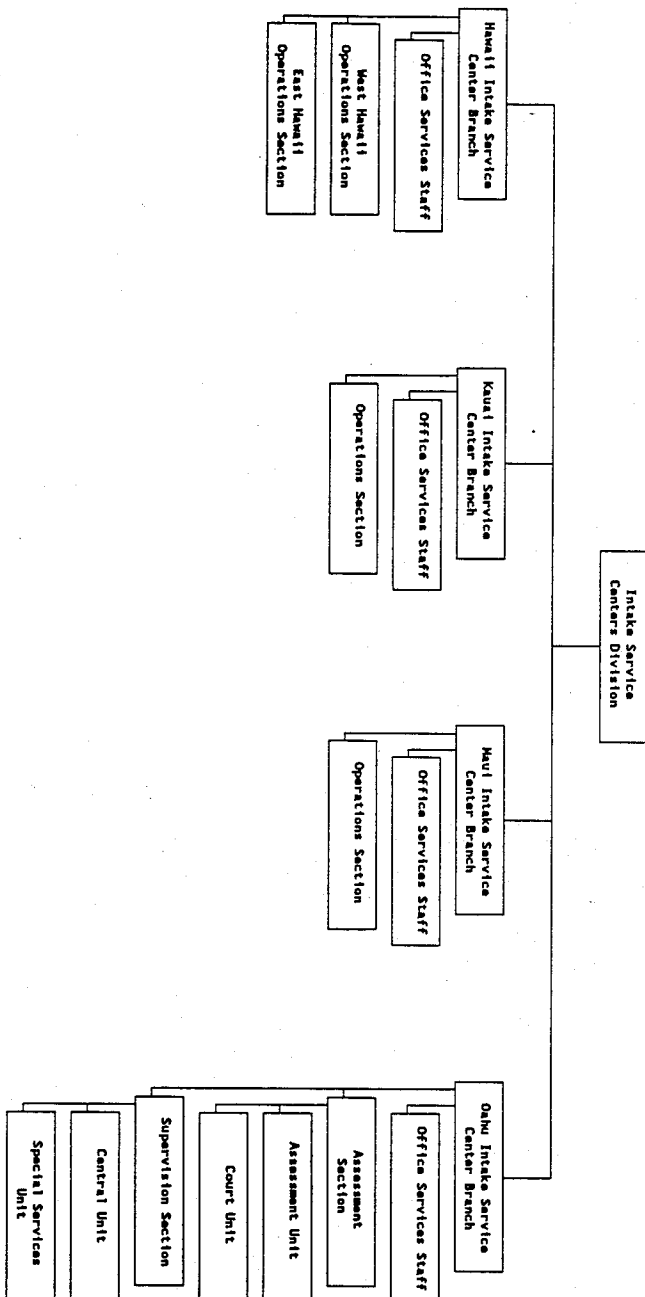 Intake Service
Centers Division
Hawaii Intake Service
Center Branch
Office Services Staff
West Hawaii
Operations Section
East Hawaii
Operations Section
Kauai Intake Service
Center Branch
Office Services Staff
Operations Section
Maui Intake Service
Center Branch
Office Services Staff
Operations Section
Oahu Intake Service
Center Branch
Office Services Staff
Assessment
Section
Assessment Unit
Court Unit
Supervision Section
Central Unit
Special Services
Unit